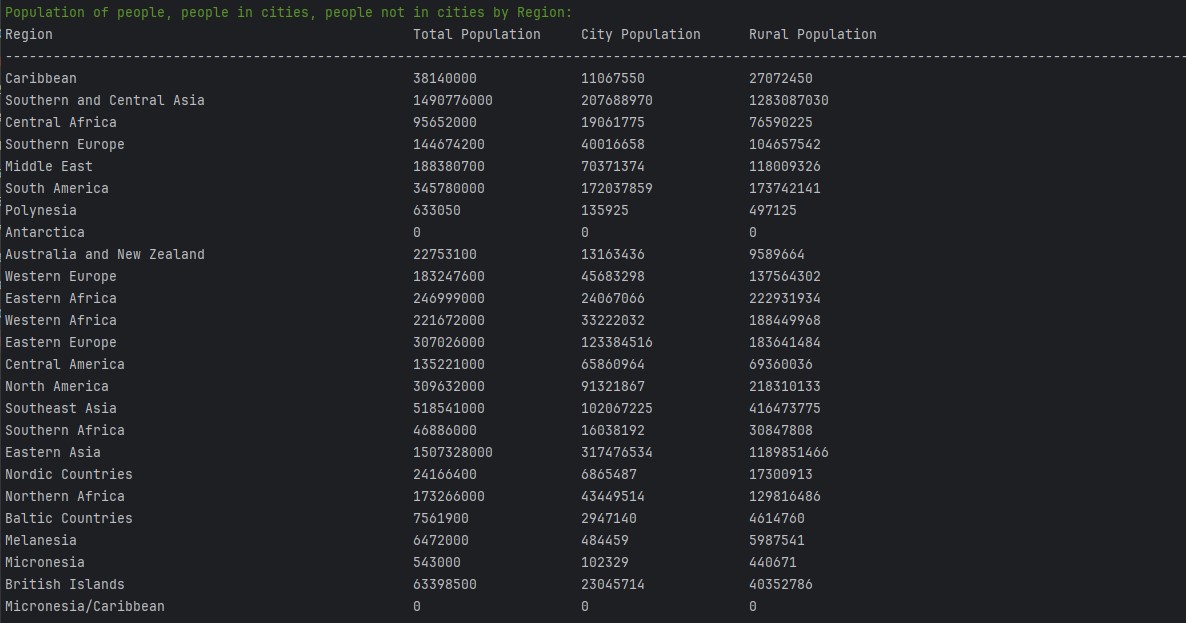 Population of people, people in cities, people not in cities by Region:
Region Total Population City Population Rural Population
------------------------------------------------------------------------------------------------------------------------------------------------------
Caribbean 38140000 11067550 27072450
Southern and Central Asia 1490776000 207688970 1283087030
Central Africa 95652000 19061775 76590225
Southern Europe 144674200 40016658 104657542
Middle East 188380700 70371374 118009326
South America 345780000 172037859 173742141
Polynesia 633050 135925 497125
Antarctica 0 0 0
Australia and New Zealand 22753100 13163436 9589664
Western Europe 183247600 45683298 137564302
Eastern Africa 246999000 24067066 222931934
Western Africa 221672000 33222032 188449968
Eastern Europe 307026000 123384516 183641484
Central America 135221000 65860964 69360036
North America 309632000 91321867 218310133
Southeast Asia 518541000 102067225 416473775
Southern Africa 46886000 16038192 30847808
Eastern Asia 1507328000 317476534 1189851466
Nordic Countries 24166400 6865487 17300913
Northern Africa 173266000 43449514 129816486
Baltic Countries 7561900 2947140 4614760
Melanesia 6472000 484459 5987541
Micronesia 543000 102329 440671
British Islands 63398500 23045714 40352786
Micronesia/Caribbean 0 0 0